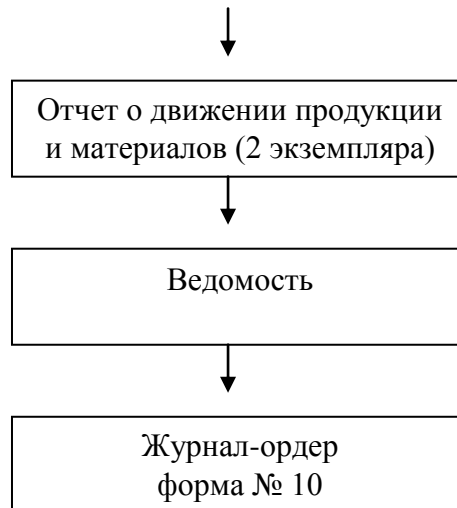 Отчет о движении продукции
и материалов (2 экземпляра)
Ведомость
Журнал-ордер
форма № 10